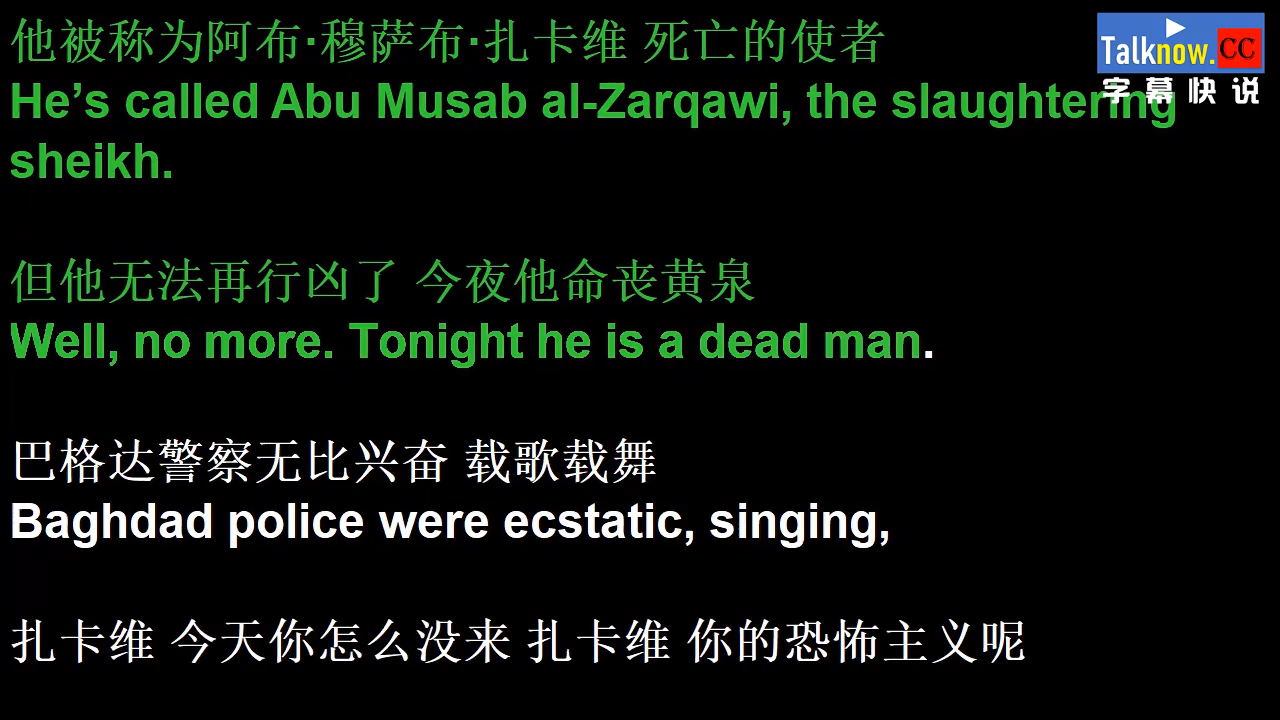 他被称为阿布·穆萨布·扎卡维 死亡的使者
He’s called Abu Musab al-Zarqawi, the slaughtering
sheikh.
Talknow.CC
字幕快说
但他无法再行凶了 今夜他命丧黄泉
Well, no more. Tonight he is a dead man.
巴格达警察无比兴奋 载歌载舞
Baghdad police were ecstatic, singing,
扎卡维 今天你怎么没来 扎卡维 你的恐怖主义呢